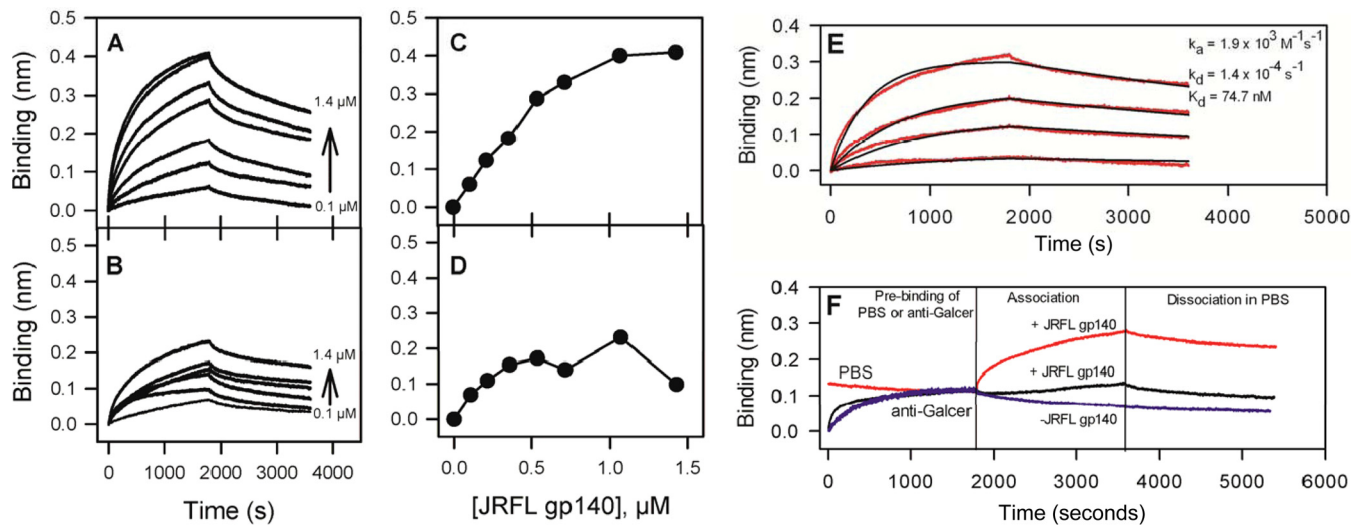 A
Binding (nm)
0.5
0.4
0.3
0.2
0.1
0.0
1.4 µM
0.1 µM
B
Binding (nm)
0.5
0.4
0.3
0.2
0.1
0.0
1.4 µM
0.1 µM
0 1000 2000 3000 4000
Time (s)
C
0.5
0.4
0.3
0.2
0.1
0.0
D
0.5
0.4
0.3
0.2
0.1
0.0
0.0 0.5 1.0 1.5
[JRFL gp140], µM
E
Binding (nm)
0.4
0.3
0.2
0.1
0.0
ka = 1.9 x 10³ M⁻¹s⁻¹
kd = 1.4 x 10⁻⁴ s⁻¹
Kd = 74.7 nM
0 1000 2000 3000 4000 5000
Time (s)
F
Binding (nm)
0.4
0.3
0.2
0.1
0.0
Pre-binding of
PBS or anti-Galcer
Association
Dissociation in PBS
+ JRFL gp140
PBS
+ JRFL gp140
anti-Galcer
-JRFL gp140
0 1000 2000 3000 4000 5000 6000
Time (seconds)